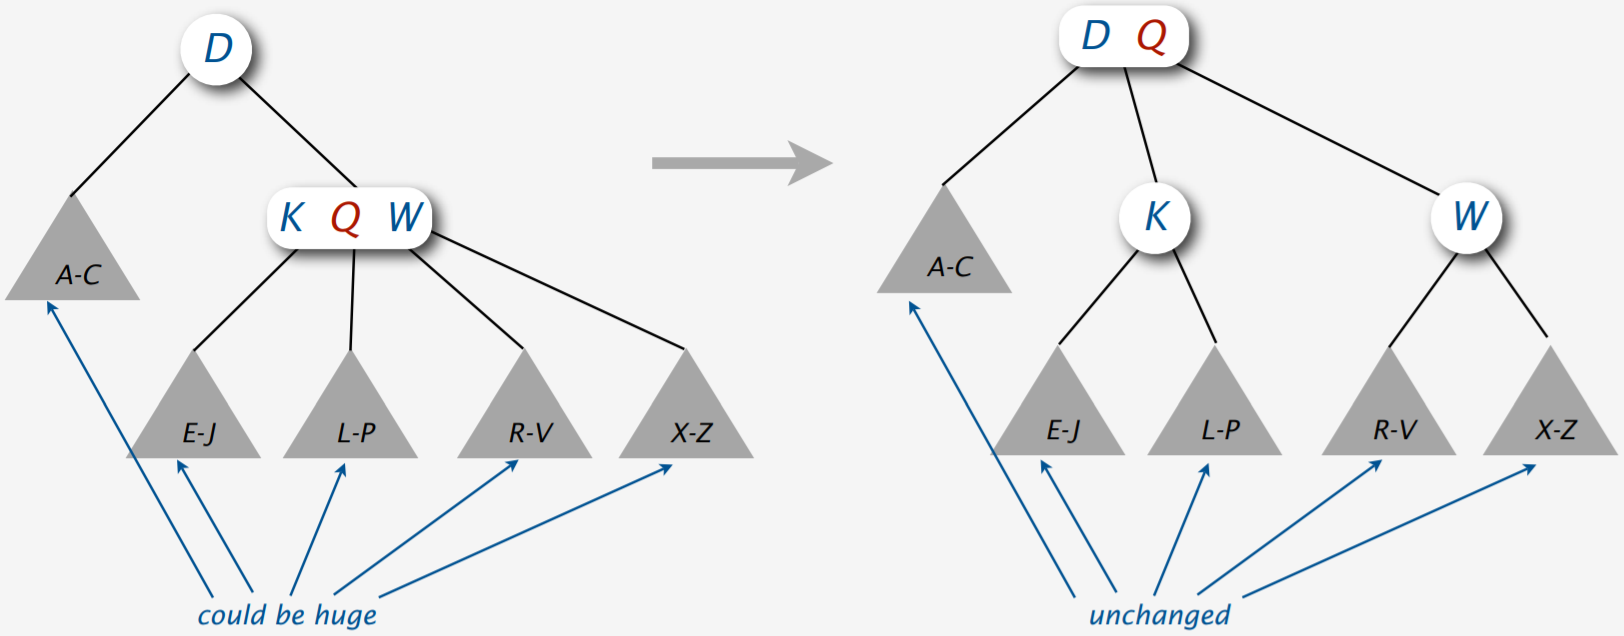 D
K Q W
A-C
E-J
L-P
R-V
X-Z
could be huge
D Q
K
W
A-C
E-J
L-P
R-V
X-Z
unchanged